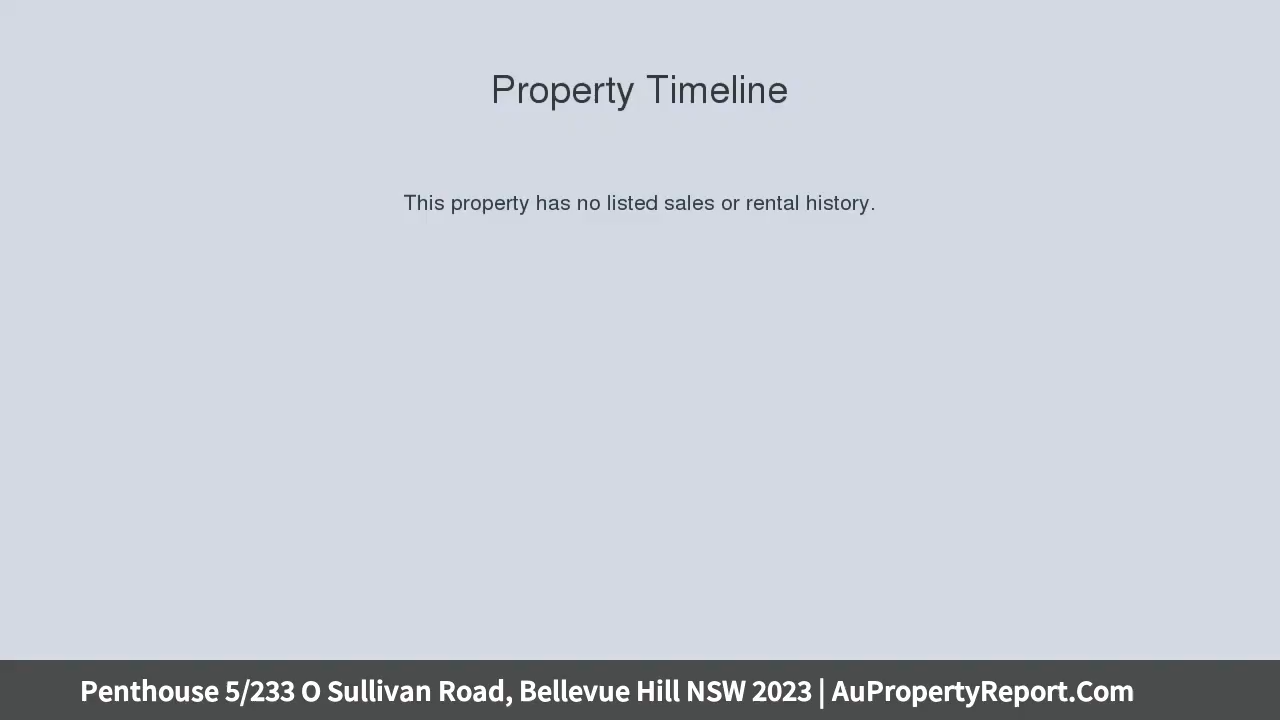 Property Timeline
This property has no listed sales or rental history.
Penthouse 5/233 O Sullivan Road, Bellevue Hill NSW 2023 | AuPropertyReport.Com